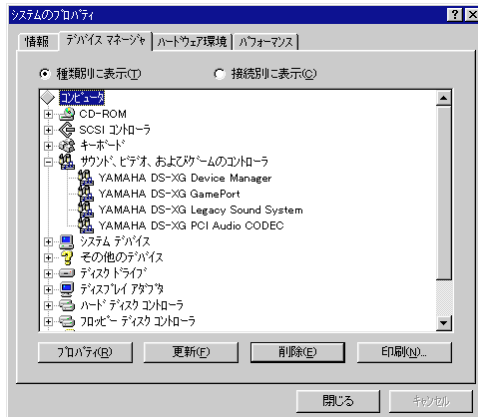 システムのプロパティ
情報 デバイス マネージャ ハードウェア環境 パフォーマンス
種類別に表示(T) 接続別に表示(C)
コンピュータ
CD-ROM
SCSI コントローラ
キーボード
サウンド、ビデオ、およびゲームのコントローラ
YAMAHA DS-XG Device Manager
YAMAHA DS-XG GamePort
YAMAHA DS-XG Legacy Sound System
YAMAHA DS-XG PCI Audio CODEC
システム デバイス
その他のデバイス
ディスク ドライブ
ディスプレイ アダプタ
ハード ディスク コントローラ
フロッピー ディスク コントローラ
プロパティ(R) 更新(F) 削除(E) 印刷(N)...
閉じる キャンセル